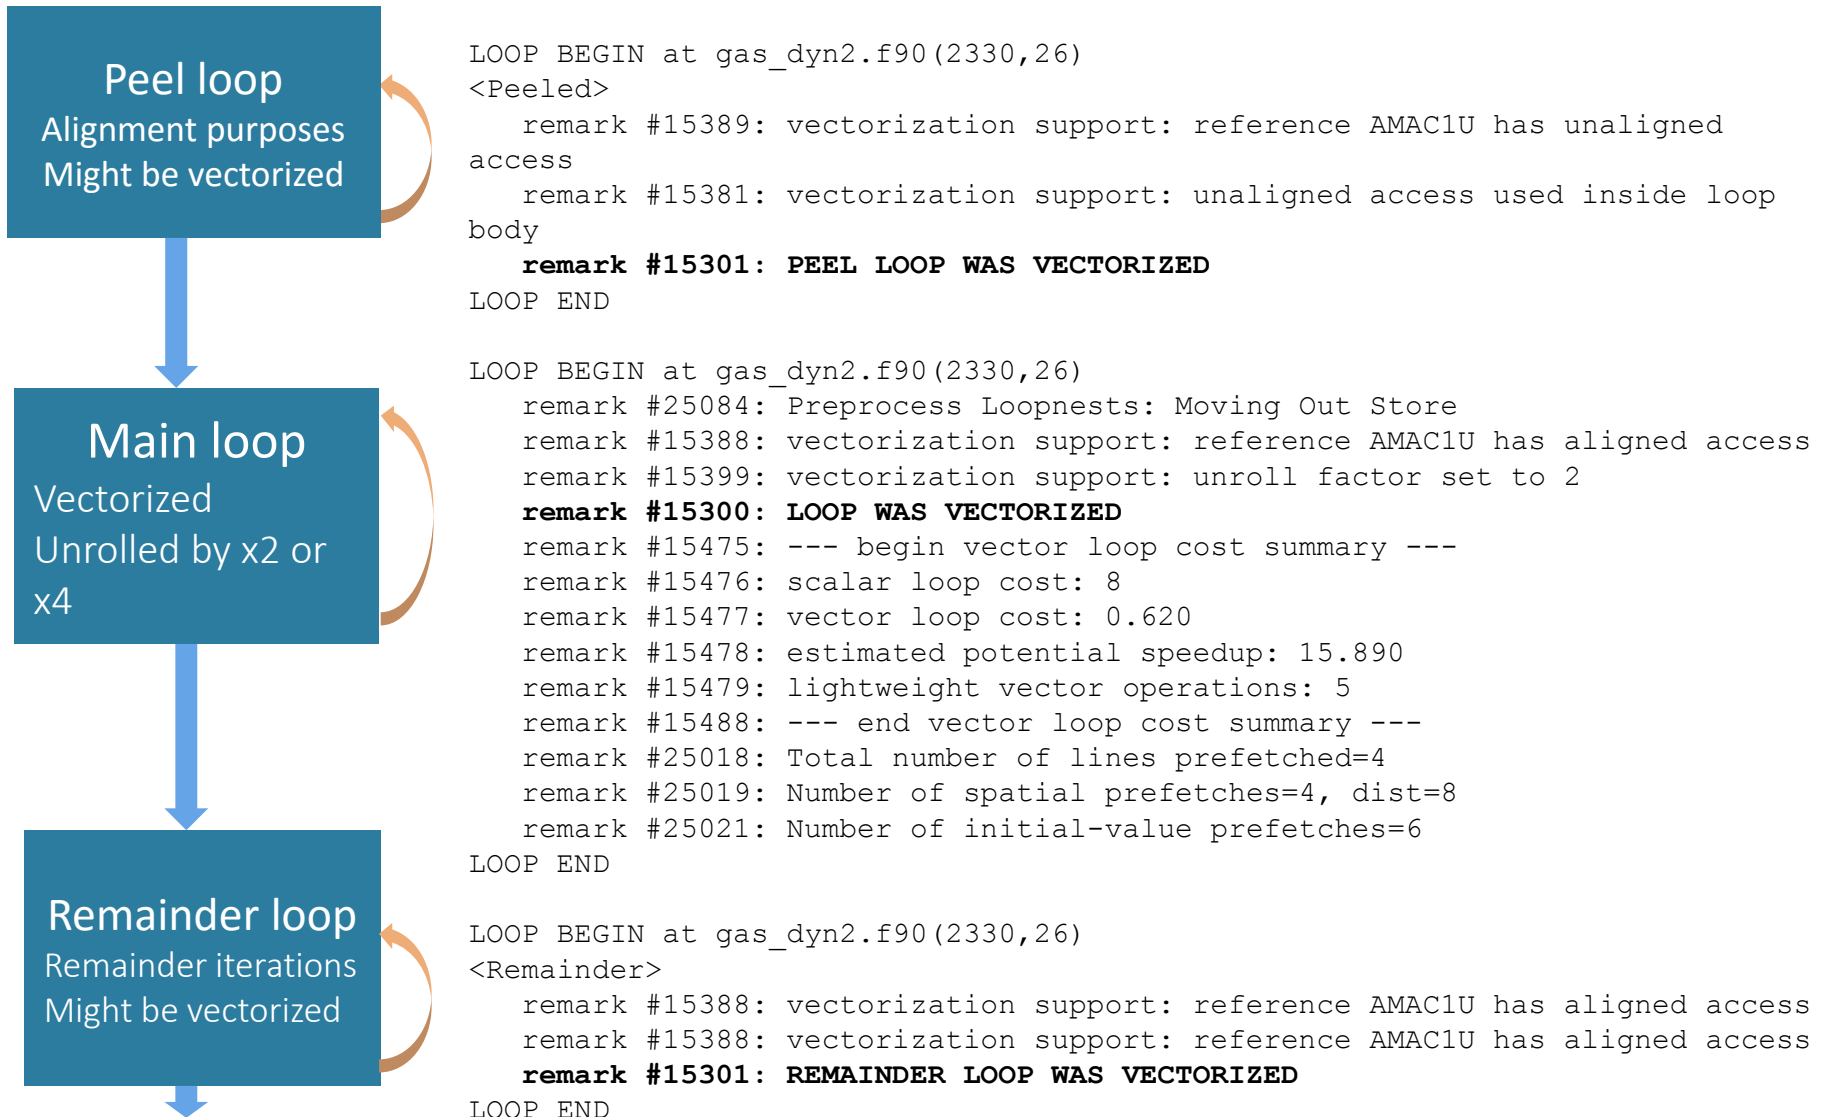 Peel loop
Alignment purposes
Might be vectorized
LOOP BEGIN at gas_dyn2.f90(2330,26)
<Peeled>
remark #15389: vectorization support: reference AMAC1U has unaligned
access
remark #15381: vectorization support: unaligned access used inside loop
body
remark #15301: PEEL LOOP WAS VECTORIZED
LOOP END
Main loop
Vectorized
Unrolled by x2 or
x4
LOOP BEGIN at gas_dyn2.f90(2330,26)
remark #25084: Preprocess Loopnests: Moving Out Store
remark #15388: vectorization support: reference AMAC1U has aligned access
remark #15399: vectorization support: unroll factor set to 2
remark #15300: LOOP WAS VECTORIZED
remark #15475: --- begin vector loop cost summary ---
remark #15476: scalar loop cost: 8
remark #15477: vector loop cost: 0.620
remark #15478: estimated potential speedup: 15.890
remark #15479: lightweight vector operations: 5
remark #15488: --- end vector loop cost summary ---
remark #25018: Total number of lines prefetched=4
remark #25019: Number of spatial prefetches=4, dist=8
remark #25021: Number of initial-value prefetches=6
LOOP END
Remainder loop
Remainder iterations
Might be vectorized
LOOP BEGIN at gas_dyn2.f90(2330,26)
<Remainder>
remark #15388: vectorization support: reference AMAC1U has aligned access
remark #15388: vectorization support: reference AMAC1U has aligned access
remark #15301: REMAINDER LOOP WAS VECTORIZED
LOOP END